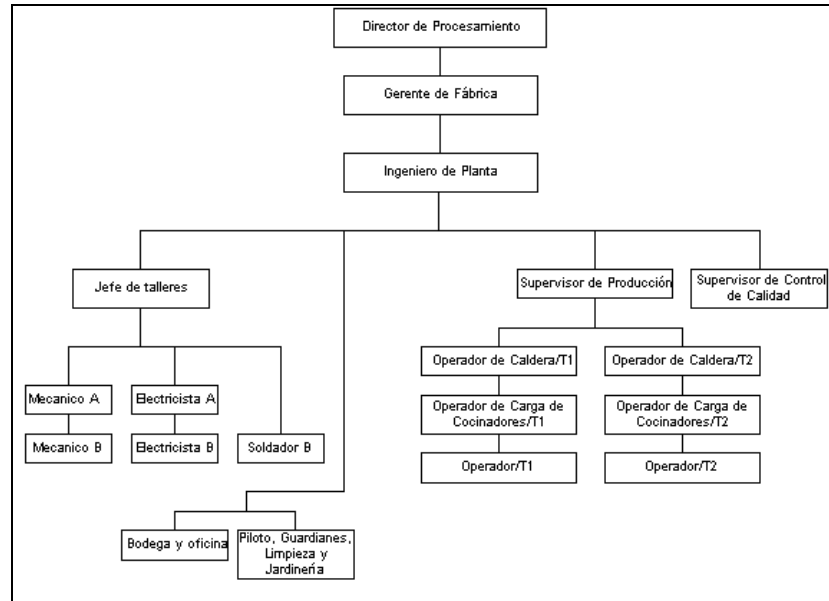 Director de Procesamiento
Gerente de Fábrica
Ingeniero de Planta
Jefe de talleres
Supervisor de Producción
Supervisor de Control
de Calidad
Operador de Caldera/T1
Operador de Caldera/T2
Mecanico A
Electricista A
Operador de Carga de
Cocinadores/T1
Operador de Carga de
Cocinadores/T2
Mecanico B
Electricista B
Soldador B
Operador/T1
Operador/T2
Bodega y oficina
Piloto, Guardianes,
Limpieza y
Jardinería